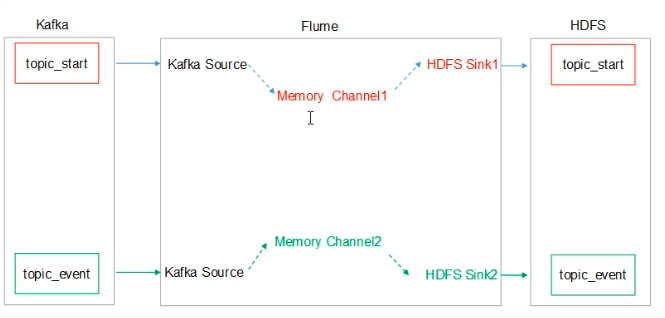 Kafka
Flume
HDFS
topic_start
Kafka Source
Memory Channel1
HDFS Sink1
topic_start
topic_event
Kafka Source
Memory Channel2
HDFS Sink2
topic_event